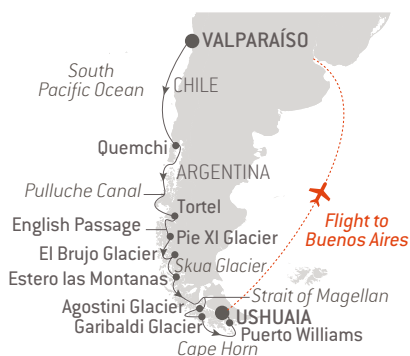 VALPARAÍSO
South
Pacific Ocean
CHILE
Quemchi
ARGENTINA
Pulluche Canal
Tortel
English Passage
Pie XI Glacier
Flight to
Buenos Aires
El Brujo Glacier
Skua Glacier
Estero las Montanas
Strait of Magellan
Agostini Glacier
USHUAIA
Garibaldi Glacier
Puerto Williams
Cape Horn